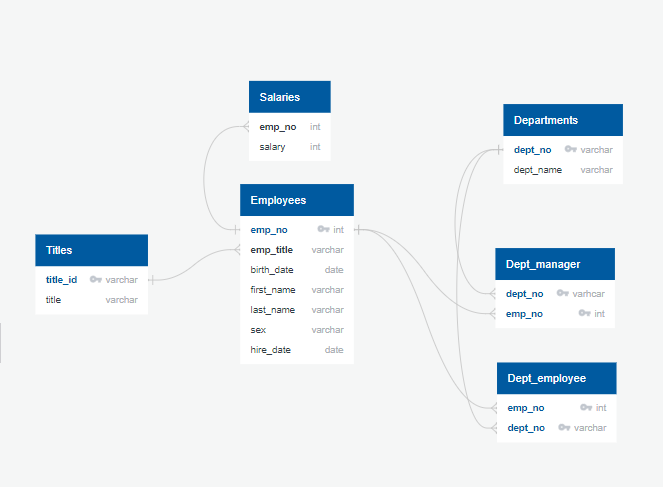 Salaries
emp_no int
salary int
Departments
dept_no varchar
dept_name varchar
Employees
emp_no int
emp_title varchar
birth_date date
first_name varchar
last_name varchar
sex varchar
hire_date date
Titles
title_id varchar
title varchar
Dept_manager
dept_no varhcar
emp_no int
Dept_employee
emp_no int
dept_no varchar